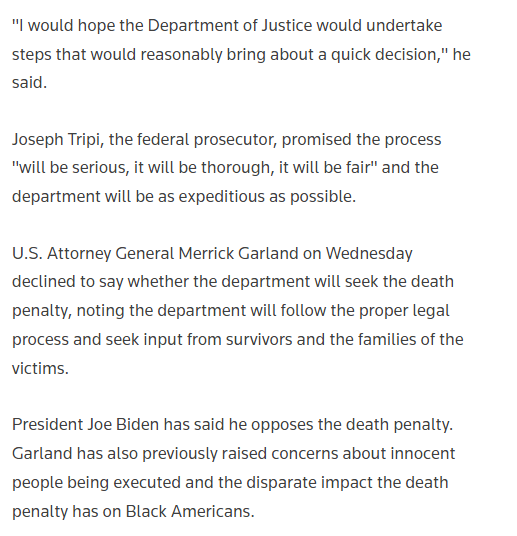 "I would hope the Department of Justice would undertake
steps that would reasonably bring about a quick decision," he
said.
Joseph Tripi, the federal prosecutor, promised the process
"will be serious, it will be thorough, it will be fair" and the
department will be as expeditious as possible.
U.S. Attorney General Merrick Garland on Wednesday
declined to say whether the department will seek the death
penalty, noting the department will follow the proper legal
process and seek input from survivors and the families of the
victims.
President Joe Biden has said he opposes the death penalty.
Garland has also previously raised concerns about innocent
people being executed and the disparate impact the death
penalty has on Black Americans.